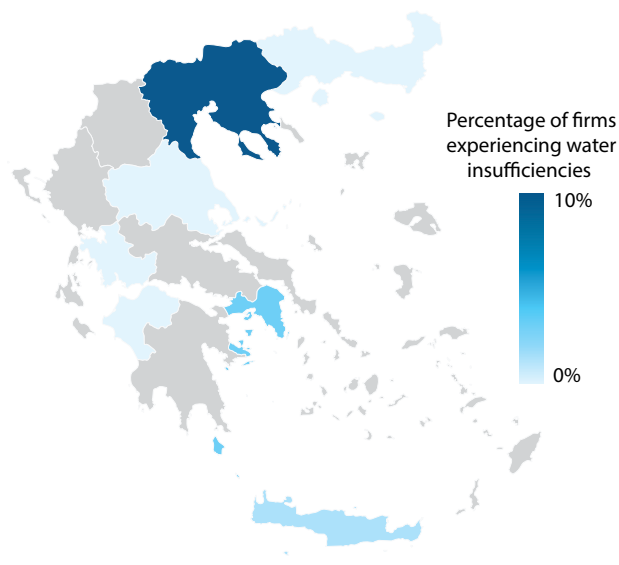 Percentage of firms
experiencing water
insufficiencies
10%
0%